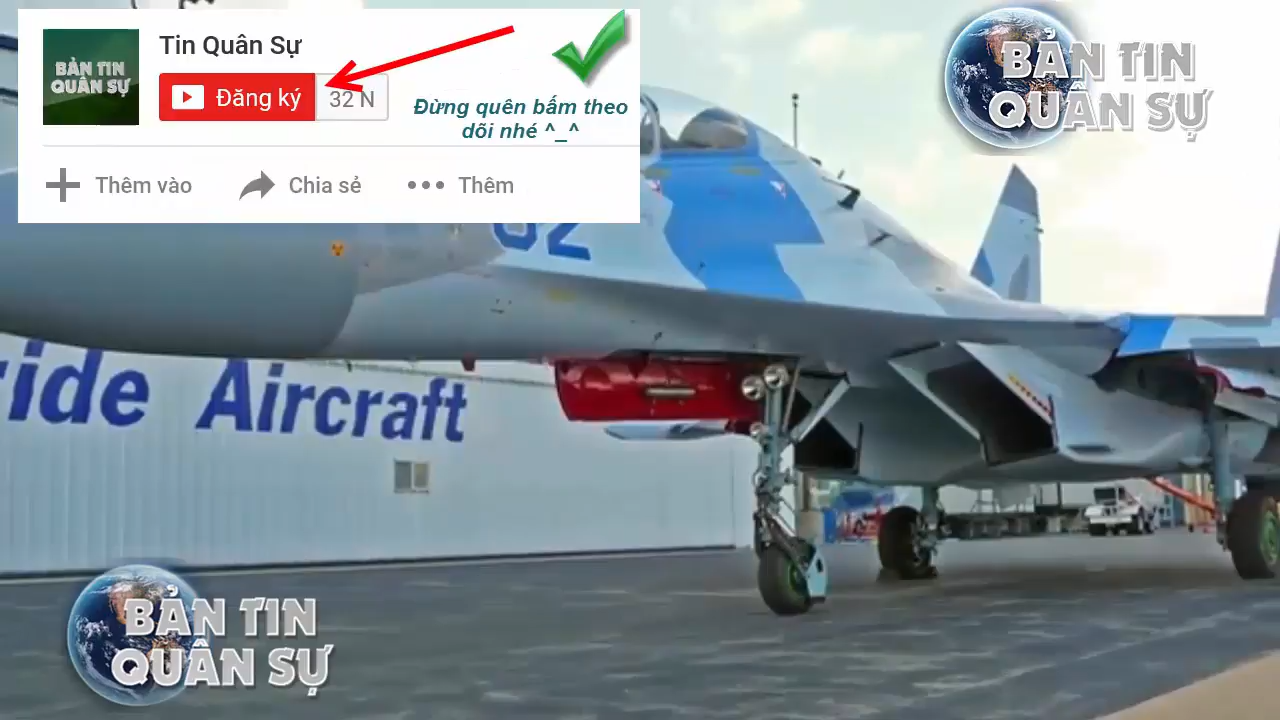 Tin Quân Sự
BẢN TIN
QUÂN SỰ
Đăng ký
32 N
Đừng quên bấm theo
dõi nhé ^_^
Thêm vào
Chia sẻ
Thêm
BẢN TIN
QUÂN SỰ
62
ride Aircraft
BẢN TIN
QUÂN SỰ